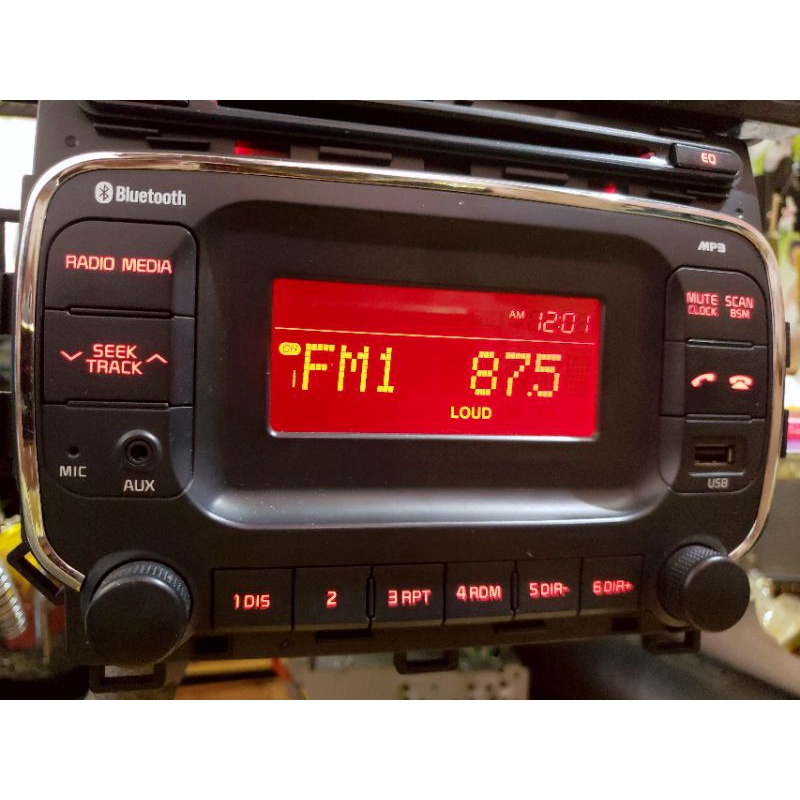 EQ
Bluetooth
MP3
RADIO MEDIA
MUTE SCAN
CLOCK BSM
AM 12:01
SEEK
TRACK
FM1 87.5
LOUD
MIC
AUX
USB
1 DIS
2
3 RPT
4 RDM
5 DIR-
6 DIR+